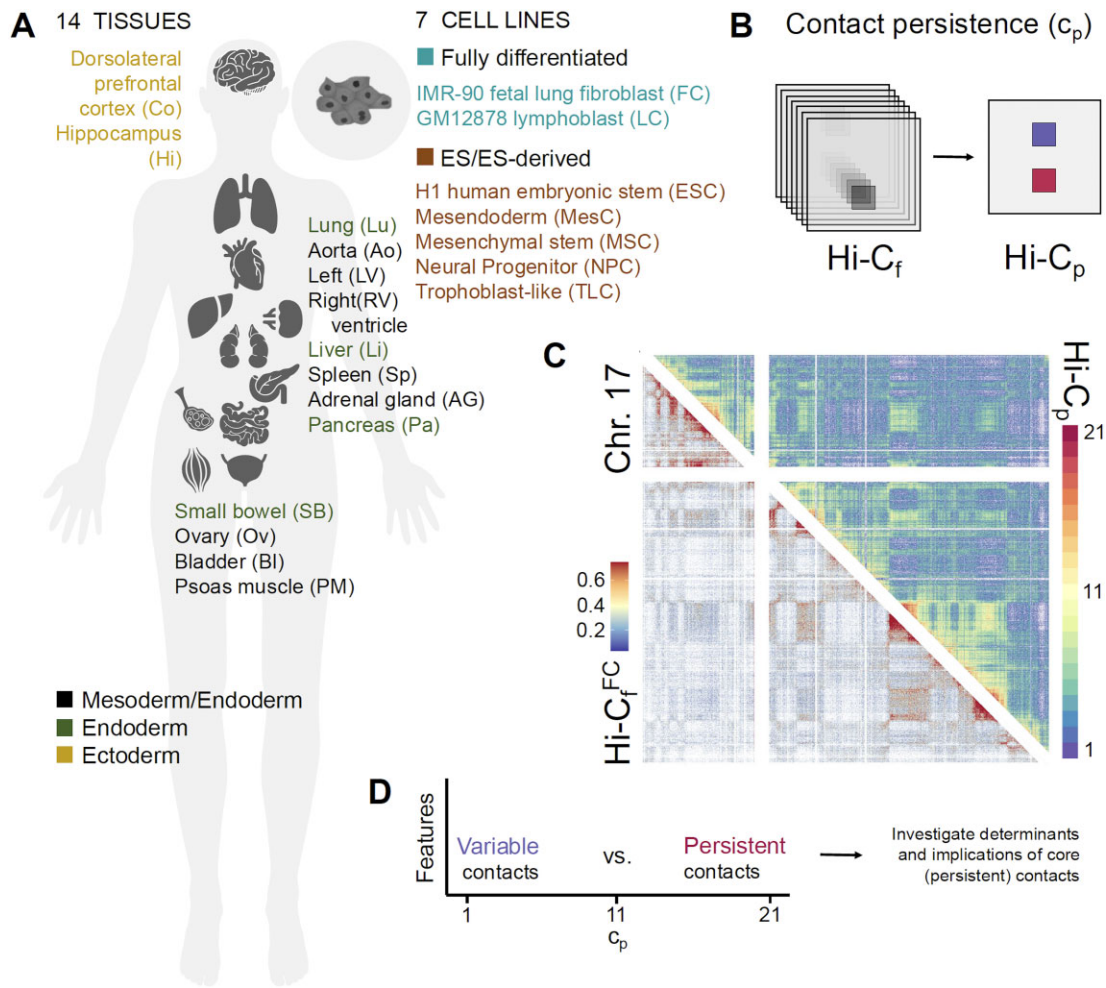 A
14 TISSUES
Dorsolateral
prefrontal
cortex (Co)
Hippocampus
(Hi)
Lung (Lu)
Aorta (Ao)
Left (LV)
Right(RV)
ventricle
Liver (Li)
Spleen (Sp)
Adrenal gland (AG)
Pancreas (Pa)
Small bowel (SB)
Ovary (Ov)
Bladder (Bl)
Psoas muscle (PM)
Mesoderm/Endoderm
Endoderm
Ectoderm
7 CELL LINES
Fully differentiated
IMR-90 fetal lung fibroblast (FC)
GM12878 lymphoblast (LC)
ES/ES-derived
H1 human embryonic stem (ESC)
Mesendoderm (MesC)
Mesenchymal stem (MSC)
Neural Progenitor (NPC)
Trophoblast-like (TLC)
B
Contact persistence (cp)
Hi-Cf
Hi-Cp
C
Chr. 17
Hi-Cp
21
11
1
0.6
0.4
0.2
Hi-CfFC
D
Features
Variable
contacts
vs.
Persistent
contacts
1
11
21
cp
Investigate determinants
and implications of core
(persistent) contacts